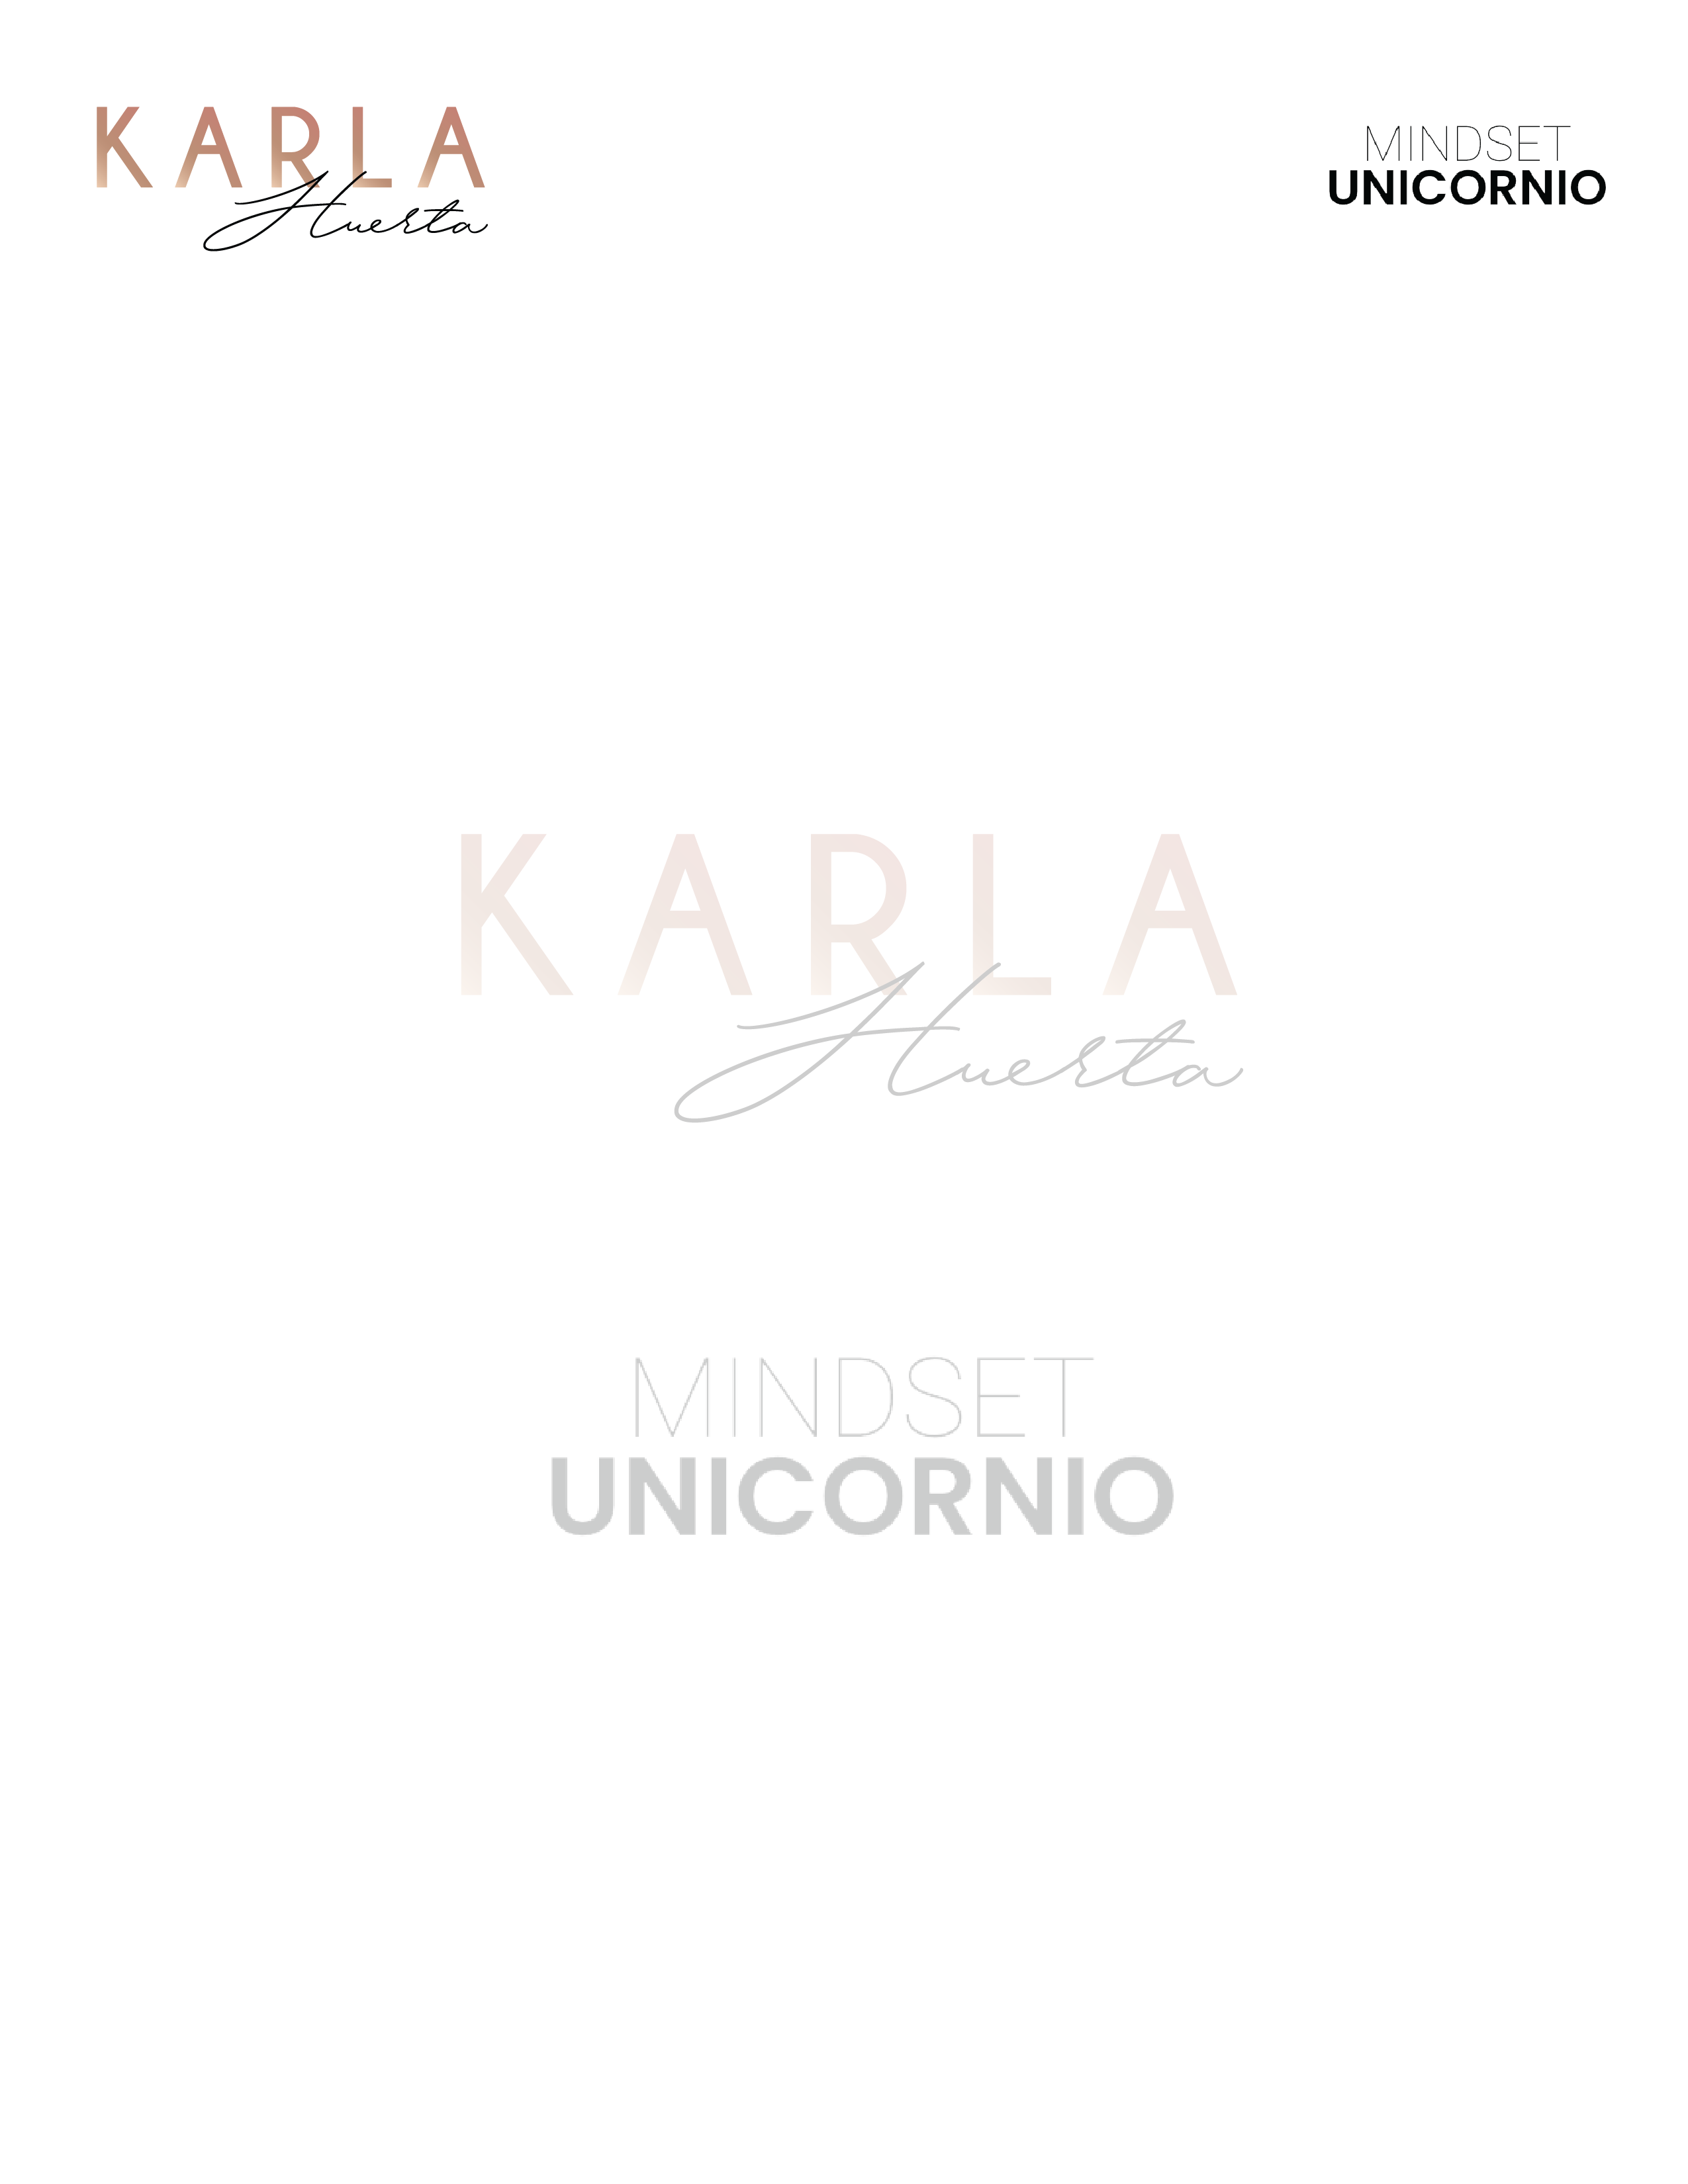 KARLA
Huerta
MINDSET
UNICORNIO
KARLA
Huerta
MINDSET
UNICORNIO